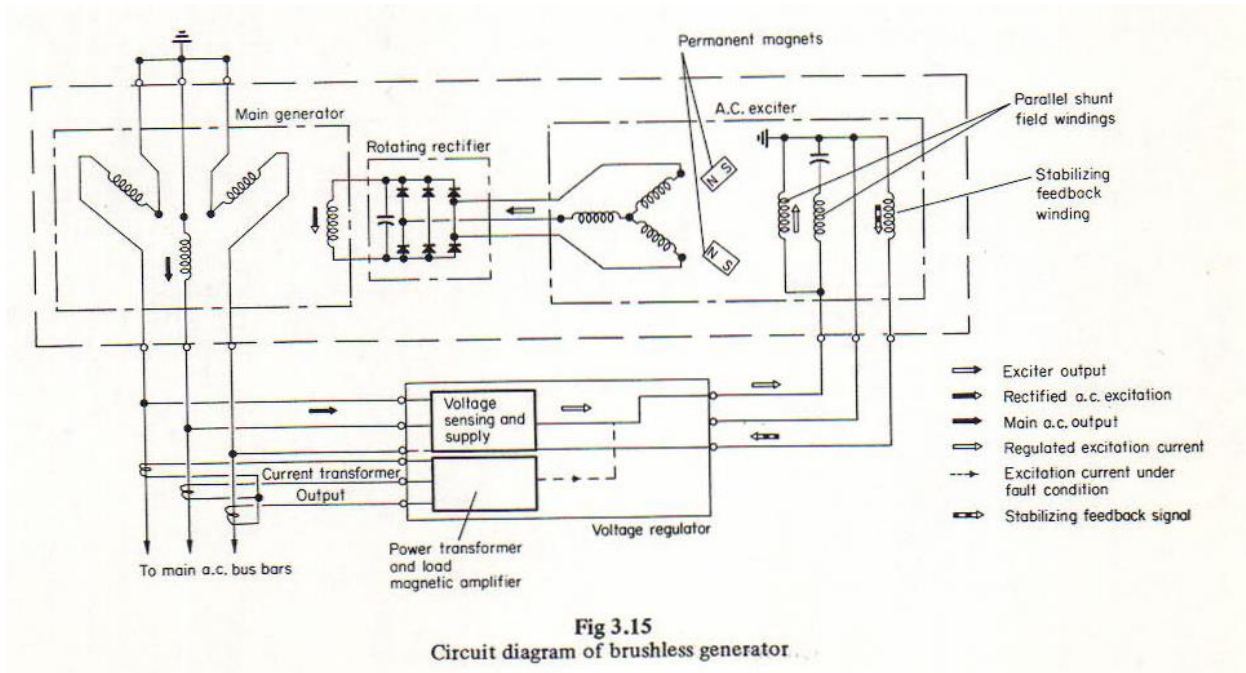 Permanent magnets
Main generator
A.C. exciter
Parallel shunt
field windings
Rotating rectifier
N S
Stabilizing
feedback
winding
N S
Exciter output
Rectified a.c. excitation
Main a.c. output
Regulated excitation current
Excitation current under
fault condition
Stabilizing feedback signal
Voltage
sensing and
supply
Current transformer
Output
Voltage regulator
To main a.c. bus bars
Power transformer
and load
magnetic amplifier
Fig 3.15
Circuit diagram of brushless generator